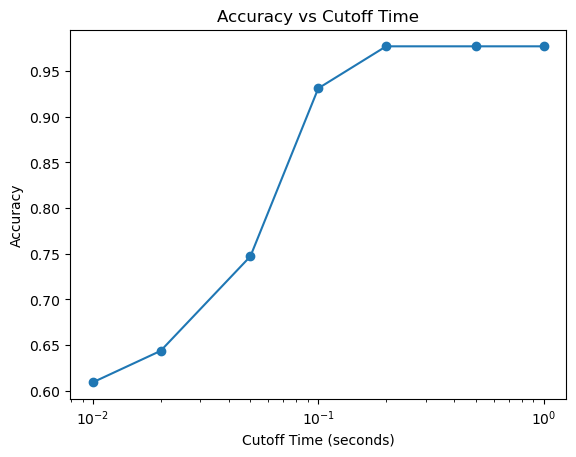 Accuracy vs Cutoff Time
0.95
0.90
0.85
0.80
0.75
0.70
0.65
0.60
Accuracy
10⁻² 10⁻¹ 10⁰
Cutoff Time (seconds)